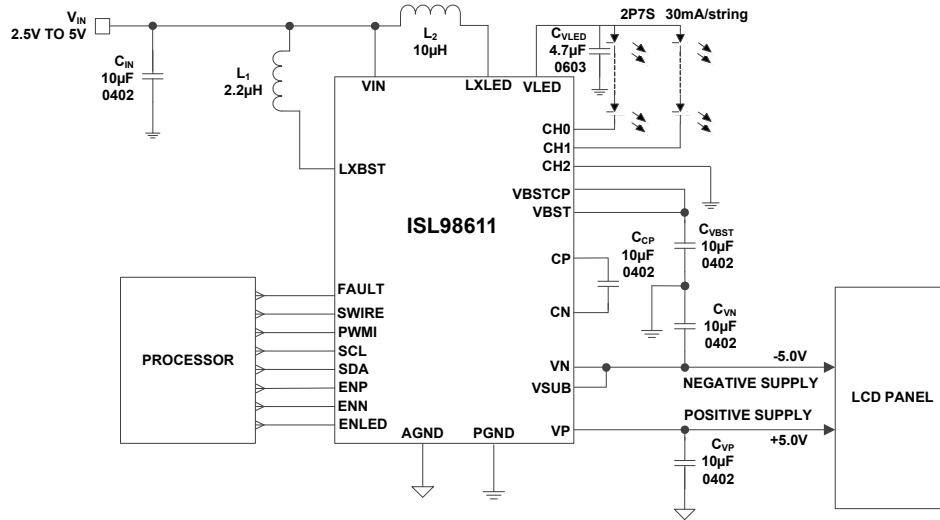 VIN
2.5V TO 5V
CIN
10µF
0402
L1
2.2µH
L2
10µH
CVLED
4.7µF
0603
2P7S 30mA/string
VIN
LXLED
VLED
LXBST
CH0
CH1
CH2
VBSTCP
VBST
ISL98611
CP
CN
CCP
10µF
0402
CVBST
10µF
0402
CVN
10µF
0402
PROCESSOR
FAULT
SWIRE
PWMI
SCL
SDA
ENP
ENN
ENLED
AGND
PGND
VN
VSUB
VP
-5.0V
NEGATIVE SUPPLY
POSITIVE SUPPLY
+5.0V
CVP
10µF
0402
LCD PANEL